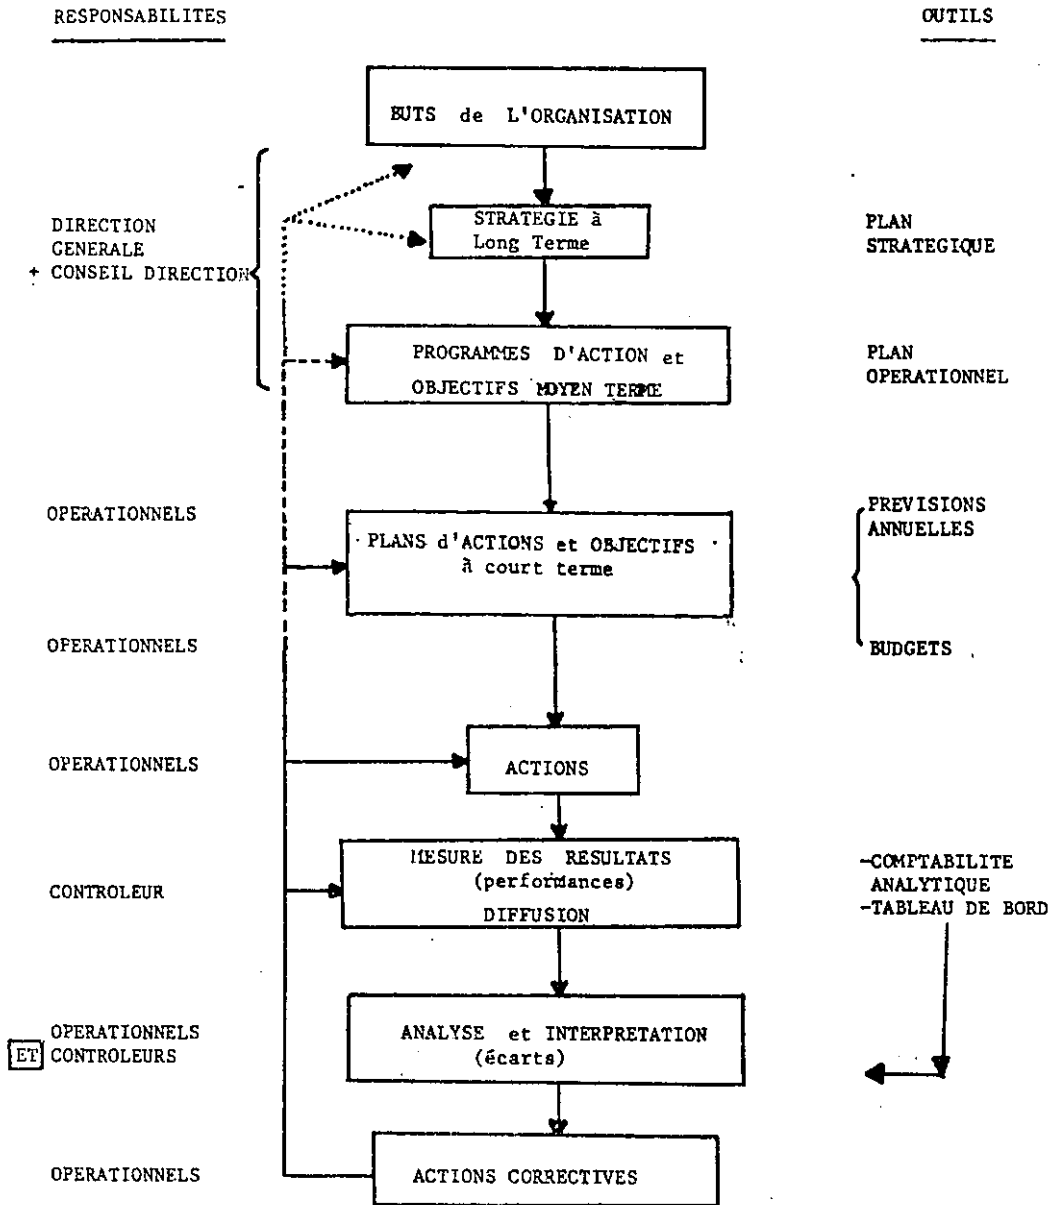 RESPONSABILITES
OUTILS
BUTS de L'ORGANISATION
DIRECTION
GENERALE
+ CONSEIL DIRECTION
STRATEGIE à
Long Terme
PLAN
STRATEGIQUE
PROGRAMMES D'ACTION et
OBJECTIFS MOYEN TERME
PLAN
OPERATIONNEL
OPERATIONNELS
PLANS d'ACTIONS et OBJECTIFS
à court terme
PREVISIONS
ANNUELLES
OPERATIONNELS
BUDGETS
OPERATIONNELS
ACTIONS
CONTROLEUR
MESURE DES RESULTATS
(performances)
DIFFUSION
-COMPTABILITE
ANALYTIQUE
-TABLEAU DE BORD
OPERATIONNELS
ET CONTROLEURS
ANALYSE et INTERPRETATION
(écarts)
OPERATIONNELS
ACTIONS CORRECTIVES